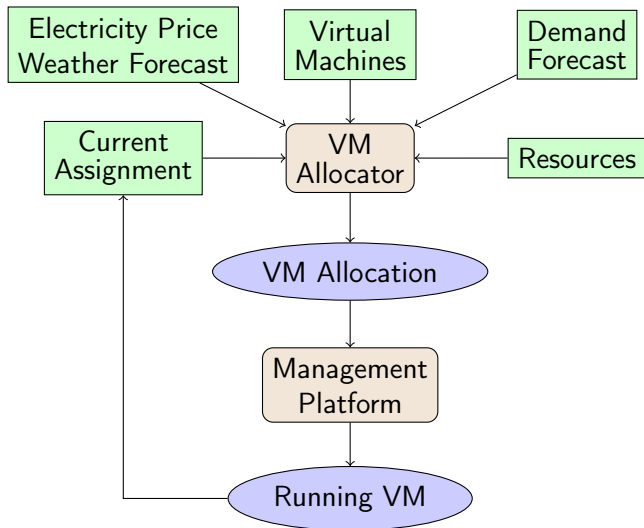 Electricity Price
Weather Forecast
Virtual
Machines
Demand
Forecast
Current
Assignment
VM
Allocator
Resources
VM Allocation
Management
Platform
Running VM